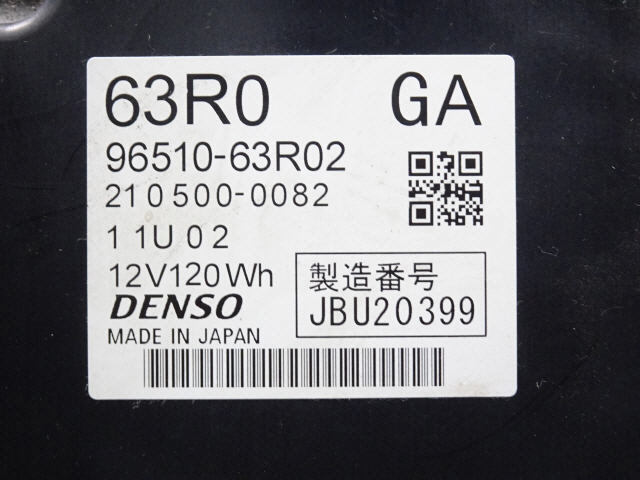 63R0 GA
96510-63R02
210500-0082
11U02
12V120Wh
DENSO
MADE IN JAPAN
製造番号
JBU20399